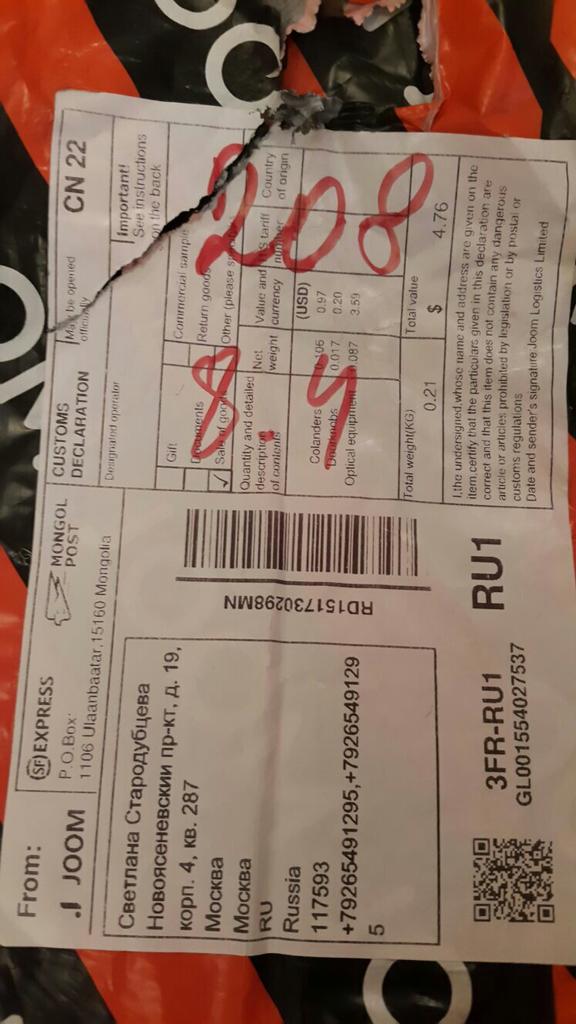 From:
JOOM
SF EXPRESS
P.O.Box:
1106 Ulaanbaatar,15160 Mongolia
MONGOL
POST
Светлана Стародубцева
Новоясеневский пр-кт, д. 19,
корп. 4, кв. 287
Москва
Москва
RU
Russia
117593
+79265491295,+7926549129
5
RD151730298MN
3FR-RU1
RU1
GL001554027537
CUSTOMS
DECLARATION
May be opened
officially
CN 22
Designated operator
Important!
See instructions
on the back
Gift
Commercial sample
Documents
Return goods
✓ Sale of goods
Other (please
Quantity and detailed
description
of contents
Net
weight
Value and
currency
(USD)
HS tariff
number
Country
of origin
Colanders 0.97
0.017 0.20
Optical equipment 0.087 3.59
Total weight(KG)
0.21
Total value
$ 4.76
I,the undersigned,whose name and address are given on the
item,certify that the particulars given in this declaration are
correct and that this item does not contain any dangerous
article or articles prohibited by legislation or by postal or
customs regulations
Date and sender's signature:Joom Logistics Limited